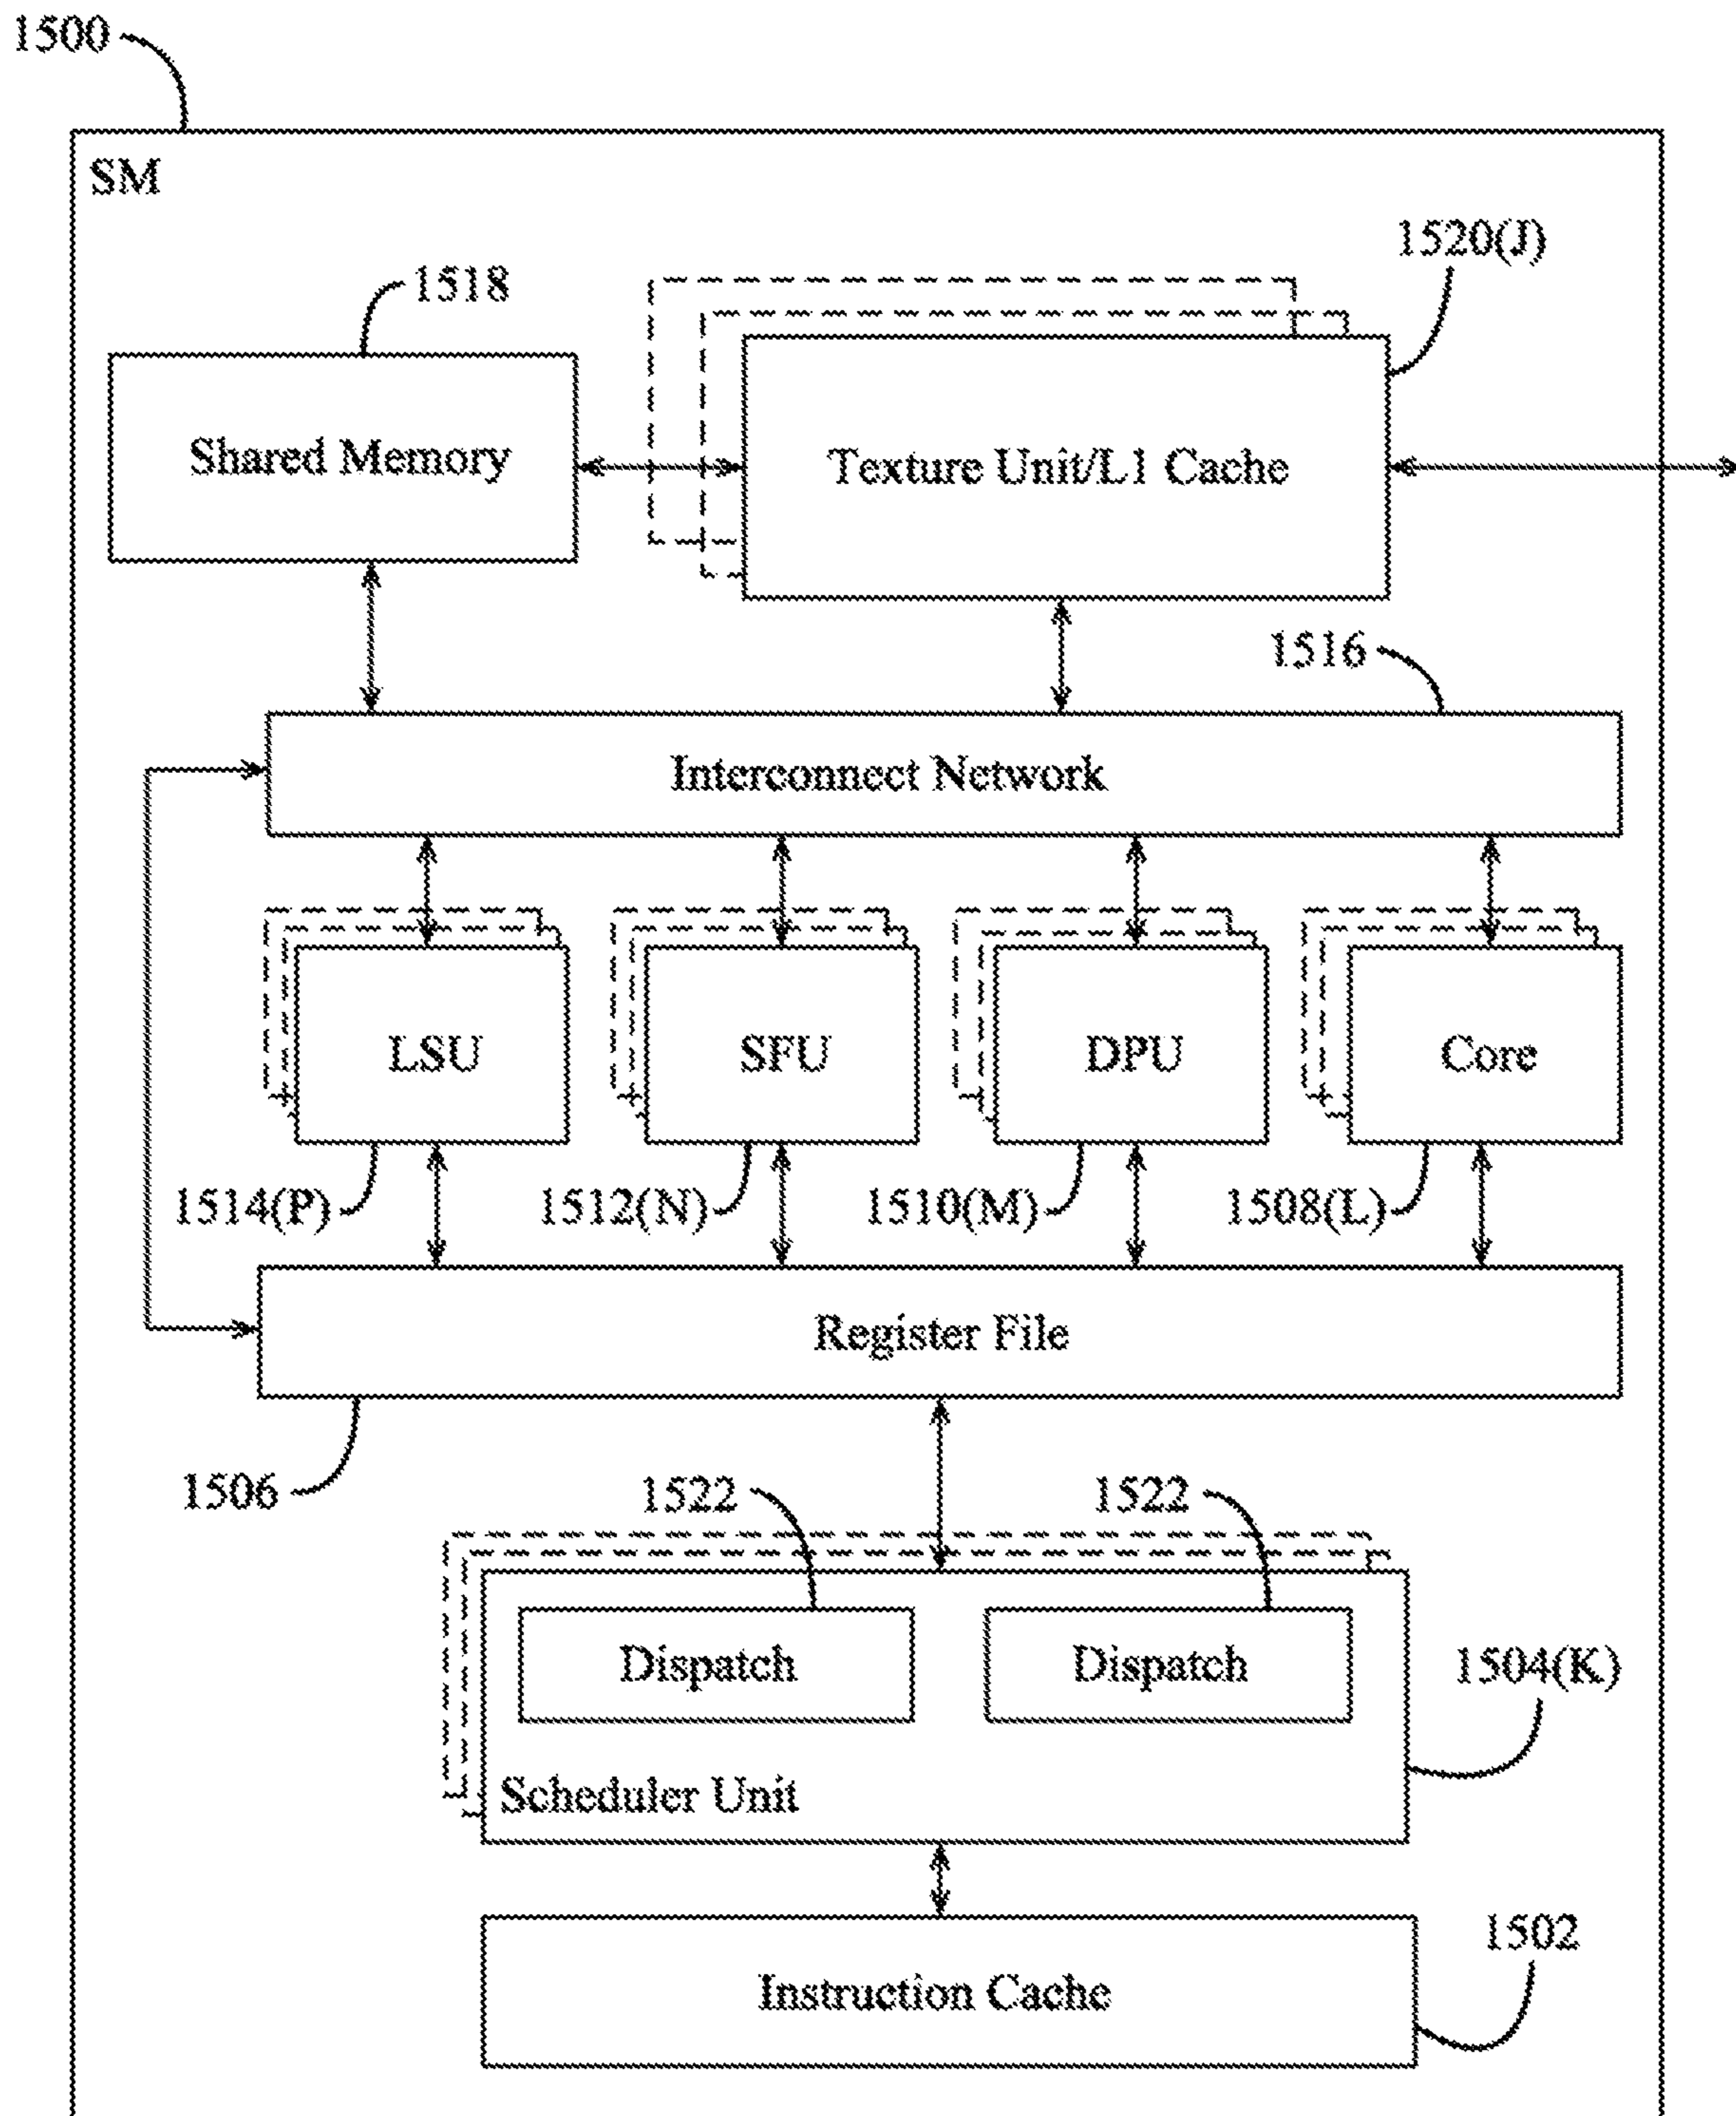 1500
SM
1520(J)
1518
Shared Memory
Texture Unit/L1 Cache
1516
Interconnect Network
LSU
SFU
DPU
Core
1514(P)
1512(N)
1510(M)
1508(L)
Register File
1506
1522
1522
Dispatch
Dispatch
1504(K)
Scheduler Unit
1502
Instruction Cache